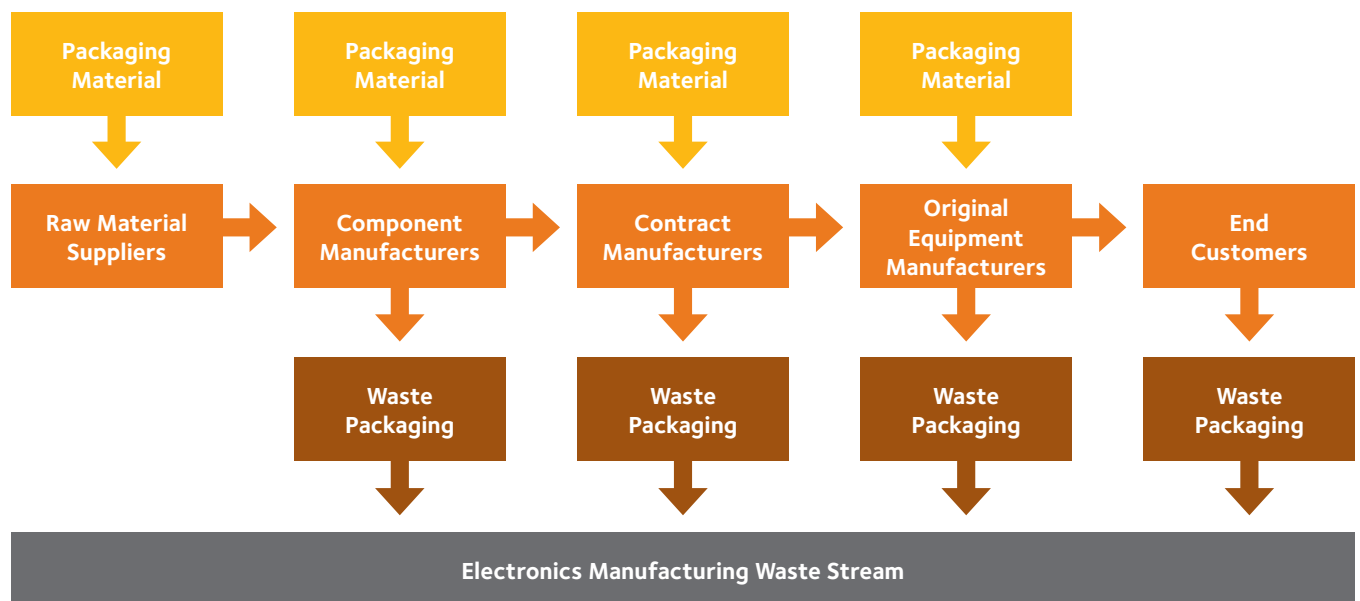 Packaging
Material
Packaging
Material
Packaging
Material
Packaging
Material
Raw Material
Suppliers
Component
Manufacturers
Contract
Manufacturers
Original
Equipment
Manufacturers
End
Customers
Waste
Packaging
Waste
Packaging
Waste
Packaging
Waste
Packaging
Electronics Manufacturing Waste Stream